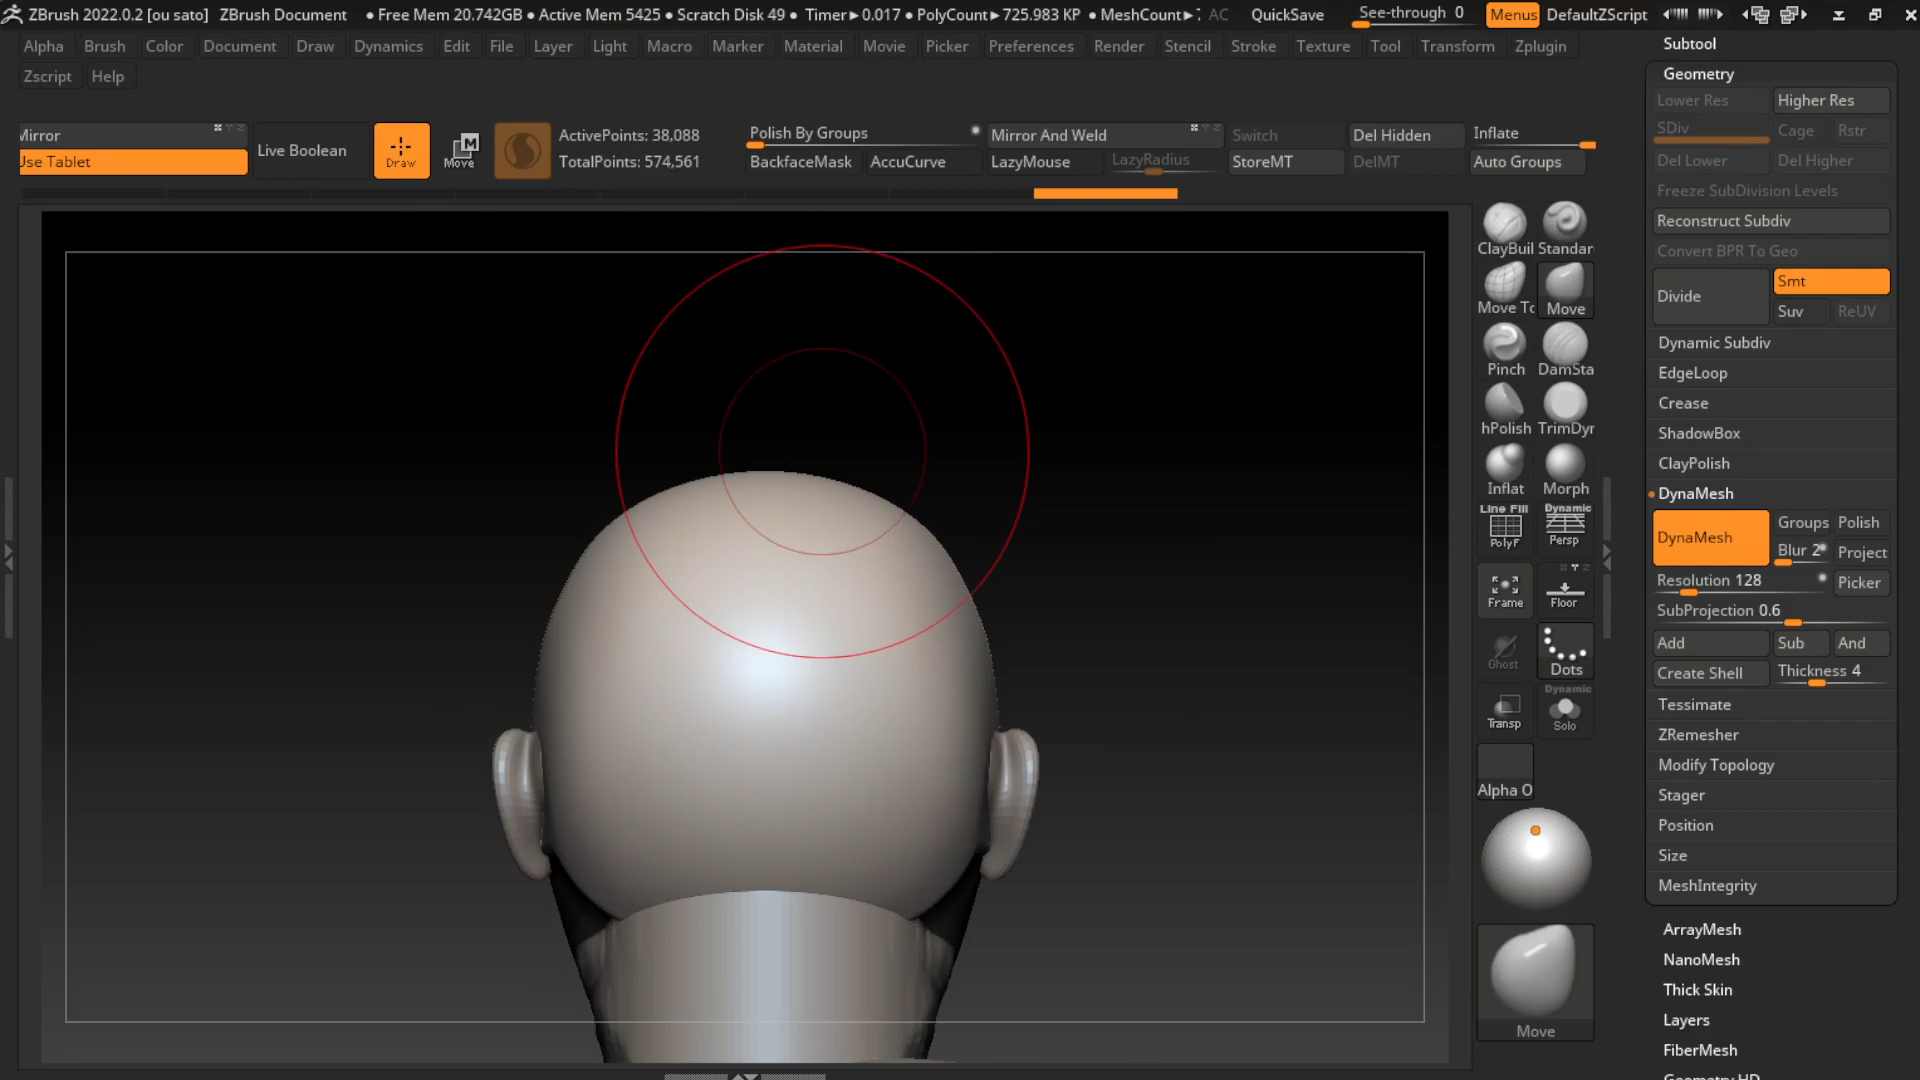 ZBrush 2022.0.2 [ou sato] ZBrush Document • Free Mem 20.742GB • Active Mem 5425 • Scratch Disk 49 • Timer►0.017 • PolyCount►725.983 KP • MeshCount► AC QuickSave See-through 0 Menus DefaultZScript
Alpha Brush Color Document Draw Dynamics Edit File Layer Light Macro Marker Material Movie Picker Preferences Render Stencil Stroke Texture Tool Transform Zplugin
Zscript Help
Mirror
Use Tablet
Live Boolean
Draw
Move
ActivePoints: 38,088
TotalPoints: 574,561
Polish By Groups
BackfaceMask AccuCurve
Mirror And Weld
LazyMouse LazyRadius
Switch
StoreMT
Del Hidden
DelMT
Inflate
Auto Groups
ClayBuil Standar
Move To Move
Pinch DamSta
hPolish TrimDyn
Inflat Morph
Line Fill Dynamic
PolyF Persp
Frame Floor
Ghost Dots
Dynamic
Transp Solo
Alpha O
Move
Subtool
Geometry
Lower Res Higher Res
SDiv Cage Rstr
Del Lower Del Higher
Freeze SubDivision Levels
Reconstruct Subdiv
Convert BPR To Geo
Divide Smt
Suv ReUV
Dynamic Subdiv
EdgeLoop
Crease
ShadowBox
ClayPolish
DynaMesh
DynaMesh Groups Polish
Blur 2 Project
Resolution 128 Picker
SubProjection 0.6
Add Sub And
Create Shell Thickness 4
Tessimate
ZRemesher
Modify Topology
Stager
Position
Size
MeshIntegrity
ArrayMesh
NanoMesh
Thick Skin
Layers
FiberMesh
Geometry HD